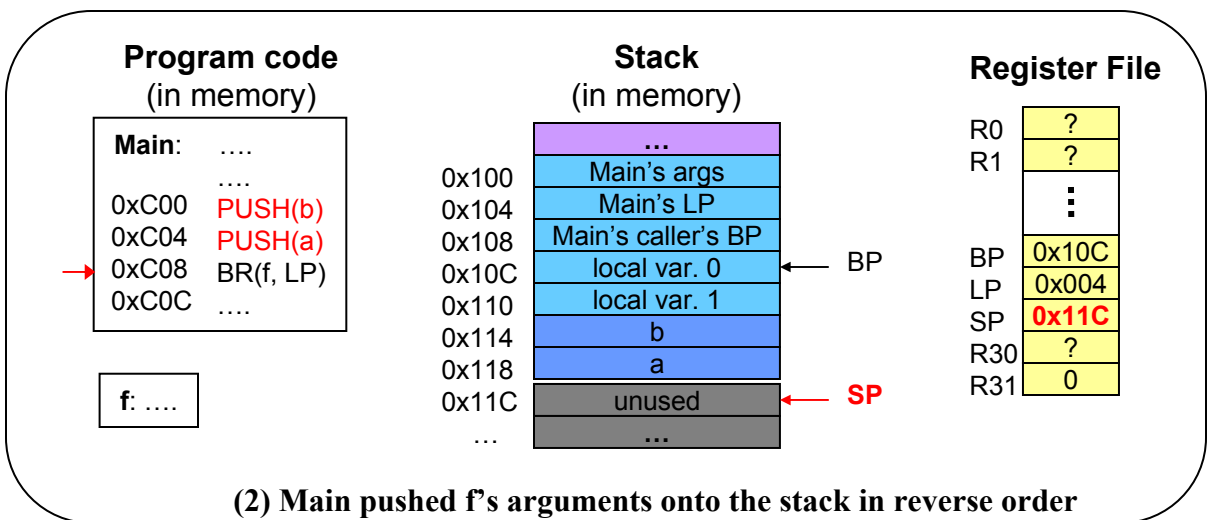 Program code
(in memory)
Main: ….
….
0xC00 PUSH(b)
0xC04 PUSH(a)
0xC08 BR(f, LP)
0xC0C ….
f: ….
Stack
(in memory)
...
0x100 Main's args
0x104 Main's LP
0x108 Main's caller's BP
0x10C local var. 0 BP
0x110 local var. 1
0x114 b
0x118 a
0x11C unused SP
… ...
Register File
R0 ?
R1 ?
⋮
BP 0x10C
LP 0x004
SP 0x11C
R30 ?
R31 0
(2) Main pushed f's arguments onto the stack in reverse order